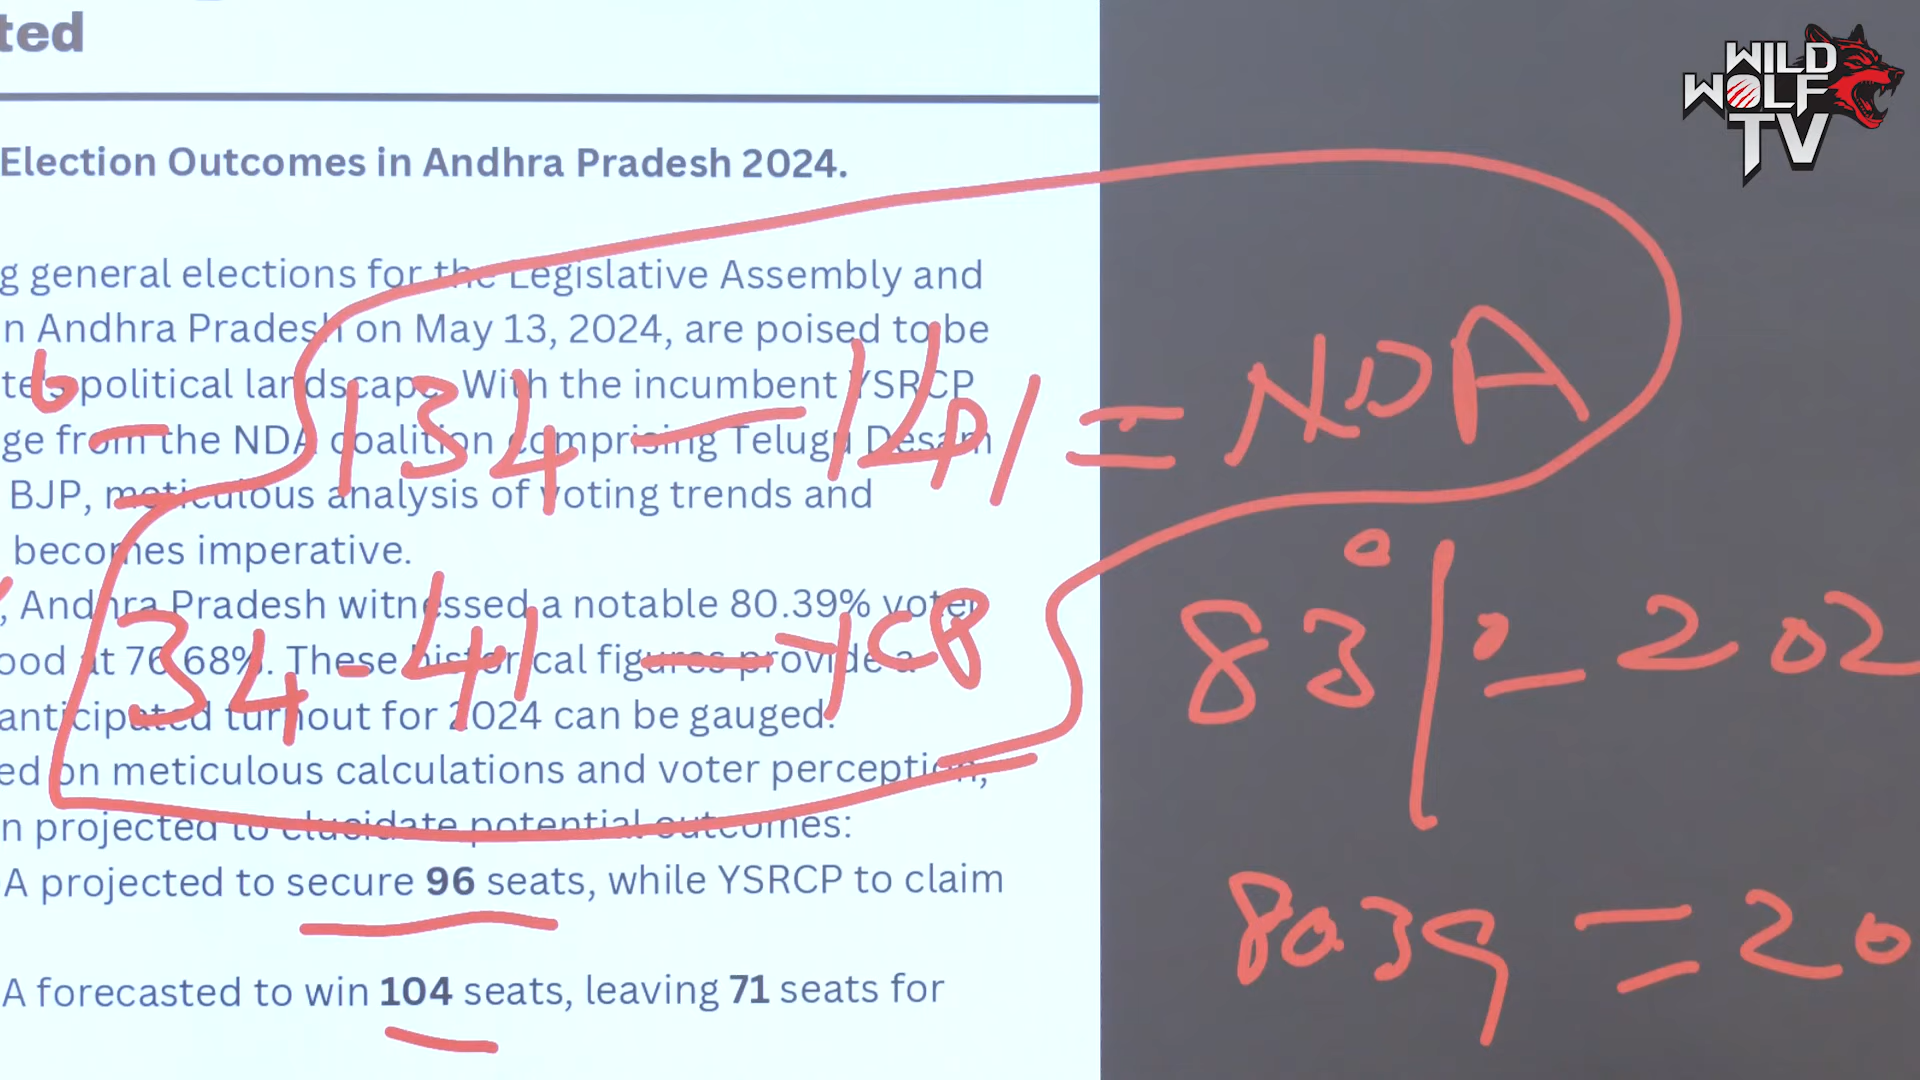 ted
WILD
WOLF
TV
Election Outcomes in Andhra Pradesh 2024.
g general elections for the Legislative Assembly and
n Andhra Pradesh on May 13, 2024, are poised to be
political landscape. With the incumbent YSRCP
ge from the NDA coalition comprising Telugu Desam
BJP, meticulous analysis of voting trends and
becomes imperative.
, Andhra Pradesh witnessed a notable 80.39% voter
ood at 76.68%. These historical figures provide a
anticipated turnout for 2024 can be gauged.
ed on meticulous calculations and voter perception,
n projected to elucidate potential outcomes:
A projected to secure 96 seats, while YSRCP to claim
A forecasted to win 104 seats, leaving 71 seats for
134 - 141 = NDA
34 - 41 - YCP
83% = 202
8039 = 20